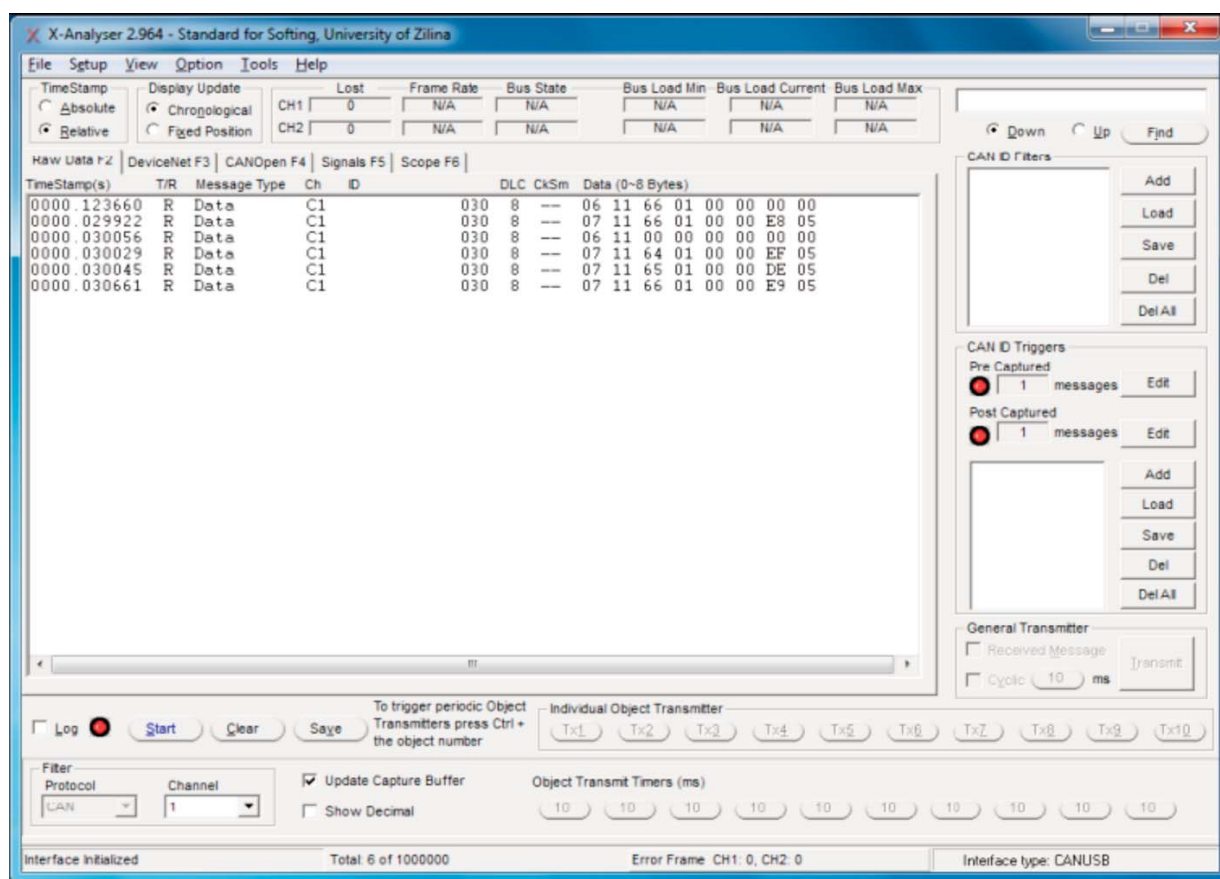 X-Analyser 2.964 - Standard for Softing, University of Zilina
File Setup View Option Tools Help
TimeStamp
Absolute
Relative
Display Update
Chronological
Fixed Position
Lost Frame Rate Bus State Bus Load Min Bus Load Current Bus Load Max
CH1 0 N/A N/A N/A N/A N/A
CH2 0 N/A N/A N/A N/A N/A
Down Up Find
Raw Data F2 DeviceNet F3 CANOpen F4 Signals F5 Scope F6
TimeStamp(s) T/R Message Type Ch ID DLC CkSm Data (0~8 Bytes)
0000.123660 R Data C1 030 8 -- 06 11 66 01 00 00 00 00
0000.029922 R Data C1 030 8 -- 07 11 66 01 00 00 E8 05
0000.030056 R Data C1 030 8 -- 06 11 00 00 00 00 00 00
0000.030029 R Data C1 030 8 -- 07 11 64 01 00 00 EF 05
0000.030045 R Data C1 030 8 -- 07 11 65 01 00 00 DE 05
0000.030661 R Data C1 030 8 -- 07 11 66 01 00 00 E9 05
CAN ID Filters
Add
Load
Save
Del
Del All
CAN ID Triggers
Pre Captured
1 messages Edit
Post Captured
1 messages Edit
Add
Load
Save
Del
Del All
General Transmitter
Received Message
Cyclic 10 ms
Transmit
Log Start Clear Save
To trigger periodic Object
Transmitters press Ctrl +
the object number
Individual Object Transmitter
Tx1 Tx2 Tx3 Tx4 Tx5 Tx6 Tx7 Tx8 Tx9 Tx10
Filter
Protocol Channel
CAN 1
Update Capture Buffer
Show Decimal
Object Transmit Timers (ms)
10 10 10 10 10 10 10 10 10 10
Interface Initialized Total: 6 of 1000000 Error Frame CH1: 0, CH2: 0 Interface type: CANUSB